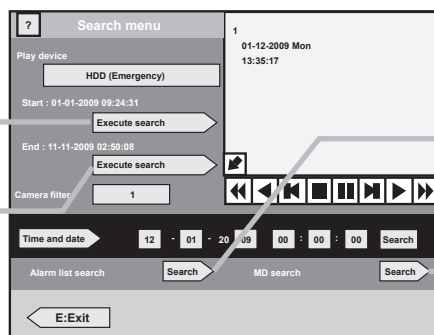 ? Search menu
1
01-12-2009 Mon
13:35:17
Play device
HDD (Emergency)
Start : 01-01-2009 09:24:31
Execute search
End : 11-11-2009 02:50:08
Execute search
Camera filter 1
Time and date 12 - 01 - 20 09 00 : 00 : 00 Search
Alarm list search Search MD search Search
E:Exit